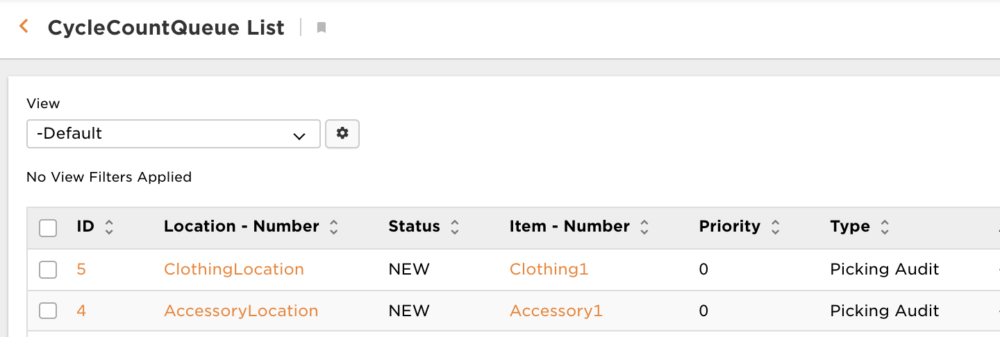 CycleCountQueue List
View
-Default
No View Filters Applied
ID Location - Number Status Item - Number Priority Type
5 ClothingLocation NEW Clothing1 0 Picking Audit
4 AccessoryLocation NEW Accessory1 0 Picking Audit